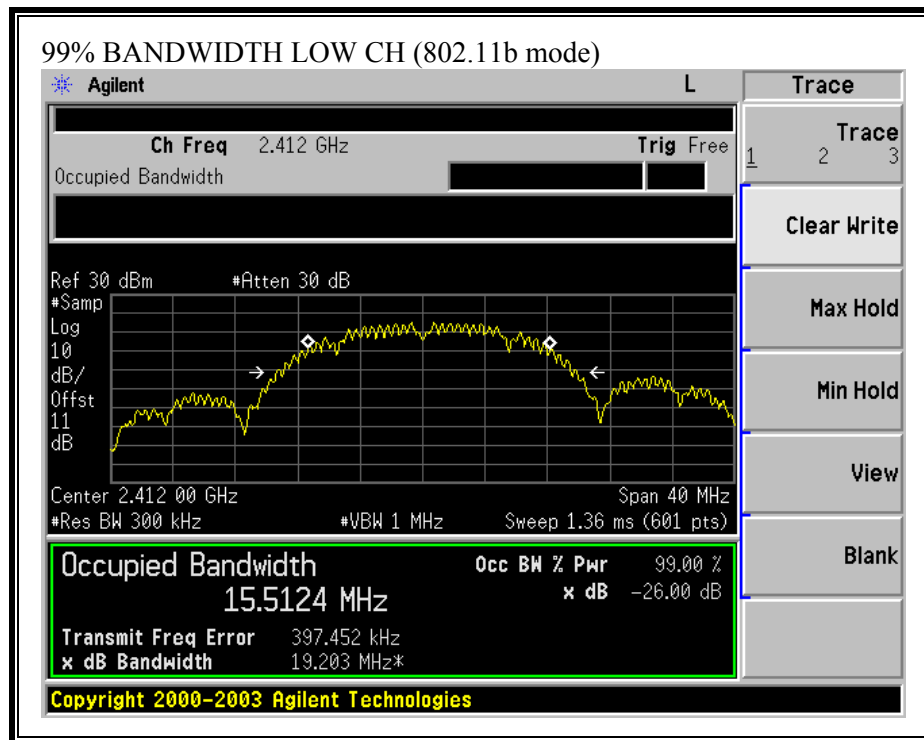 99% BANDWIDTH LOW CH (802.11b mode)
Agilent L Trace
Ch Freq 2.412 GHz Trig Free
Occupied Bandwidth
Trace
1 2 3
Clear Write
Max Hold
Min Hold
View
Blank
Ref 30 dBm #Atten 30 dB
#Samp
Log
10
dB/
Offst
11
dB
Center 2.412 00 GHz Span 40 MHz
#Res BW 300 kHz #VBW 1 MHz Sweep 1.36 ms (601 pts)
Occupied Bandwidth Occ BW % Pwr 99.00 %
15.5124 MHz x dB -26.00 dB
Transmit Freq Error 397.452 kHz
x dB Bandwidth 19.203 MHz*
Copyright 2000-2003 Agilent Technologies